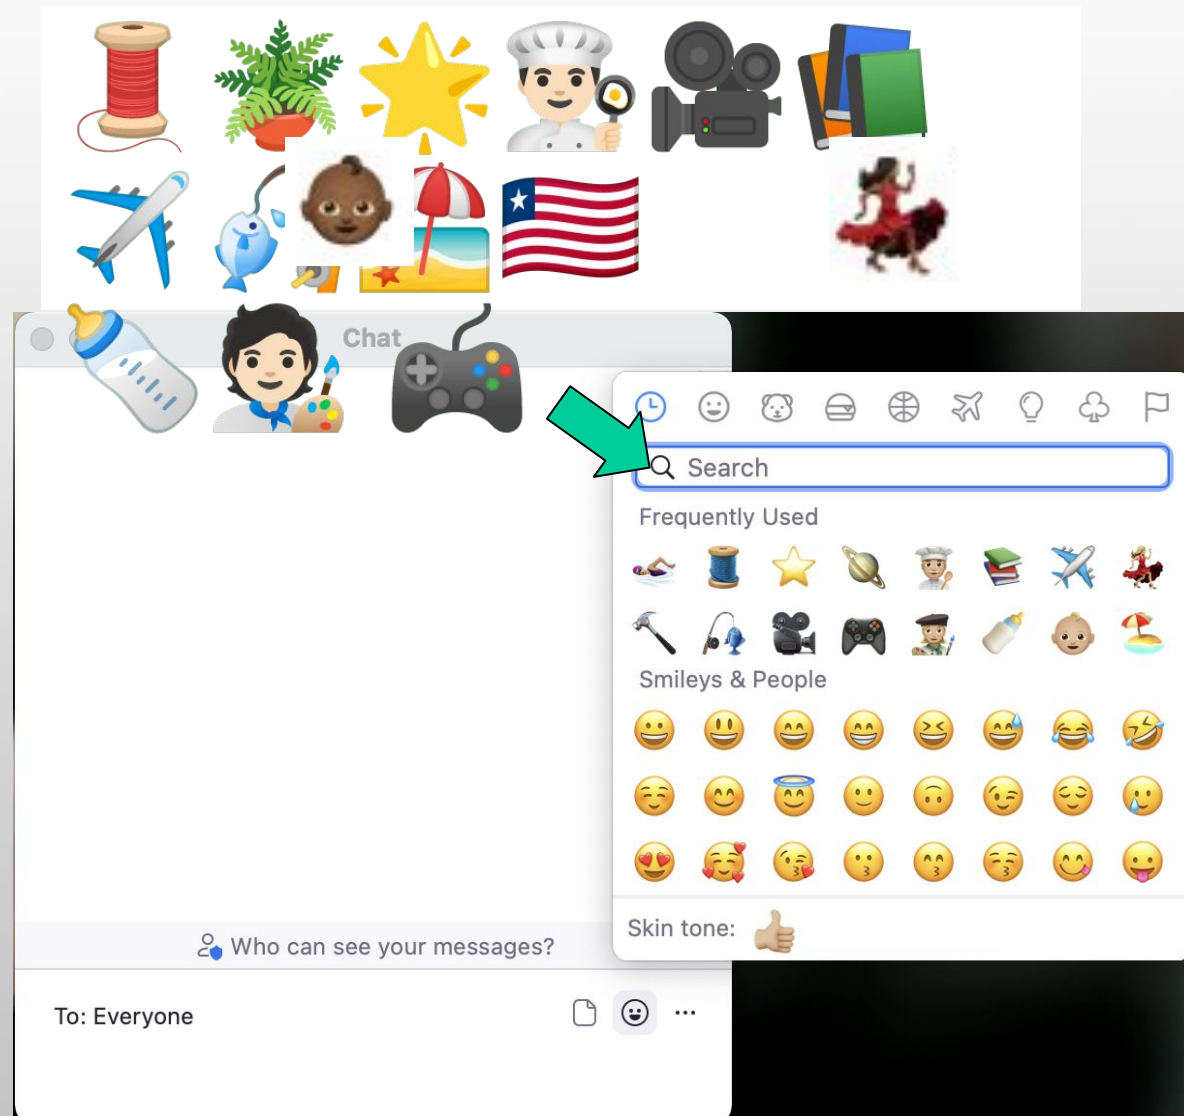 Chat
Search
Frequently Used
Smileys & People
Skin tone:
Who can see your messages?
To: Everyone